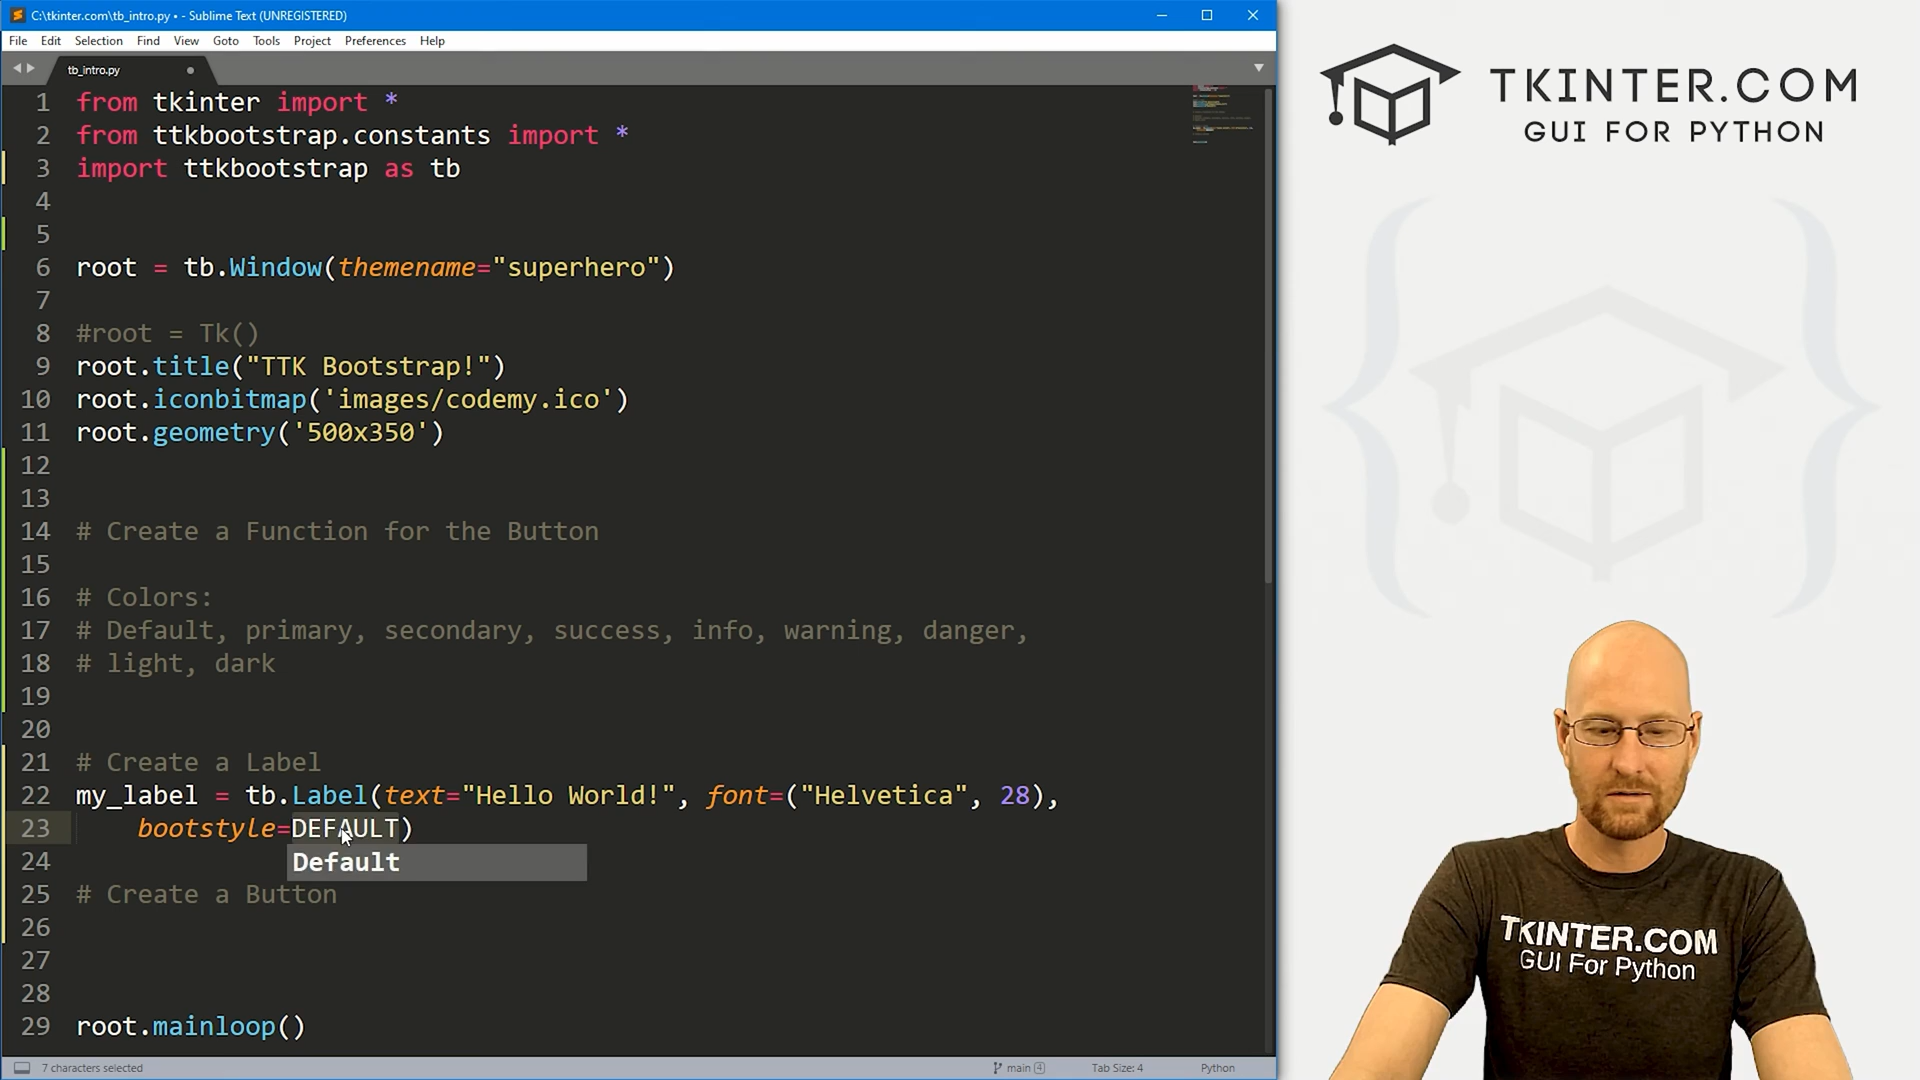 C:\tkinter.com\tb_intro.py • - Sublime Text (UNREGISTERED)
File Edit Selection Find View Goto Tools Project Preferences Help
tb_intro.py
1 from tkinter import *
2 from ttkbootstrap.constants import *
3 import ttkbootstrap as tb
4
5
6 root = tb.Window(themename="superhero")
7
8 #root = Tk()
9 root.title("TTK Bootstrap!")
10 root.iconbitmap('images/codemy.ico')
11 root.geometry('500x350')
12
13
14 # Create a Function for the Button
15
16 # Colors:
17 # Default, primary, secondary, success, info, warning, danger,
18 # light, dark
19
20
21 # Create a Label
22 my_label = tb.Label(text="Hello World!", font=("Helvetica", 28),
23 bootstyle=DEFAULT)
24 Default
25 # Create a Button
26
27
28
29 root.mainloop()
7 characters selected
main 4
Tab Size: 4
Python
TKINTER.COM
GUI FOR PYTHON
TKINTER.COM
GUI For Python